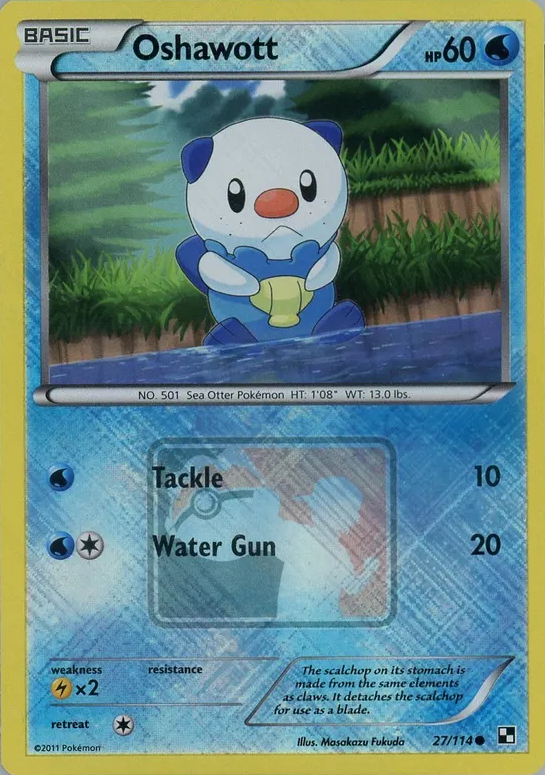 BASIC Oshawott HP 60
NO. 501 Sea Otter Pokémon HT: 1'08" WT: 13.0 lbs.
Tackle 10
Water Gun 20
weakness resistance
×2
The scalchop on its stomach is
made from the same elements
as claws. It detaches the scalchop
for use as a blade.
retreat
©2011 Pokémon
Illus. Masakazu Fukuda 27/114